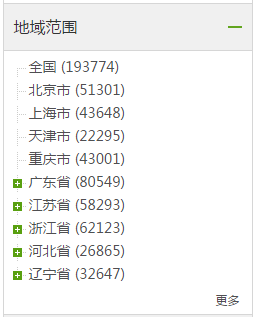 地域范围
全国 (193774)
北京市 (51301)
上海市 (43648)
天津市 (22295)
重庆市 (43001)
广东省 (80549)
江苏省 (58293)
浙江省 (62123)
河北省 (26865)
辽宁省 (32647)
更多